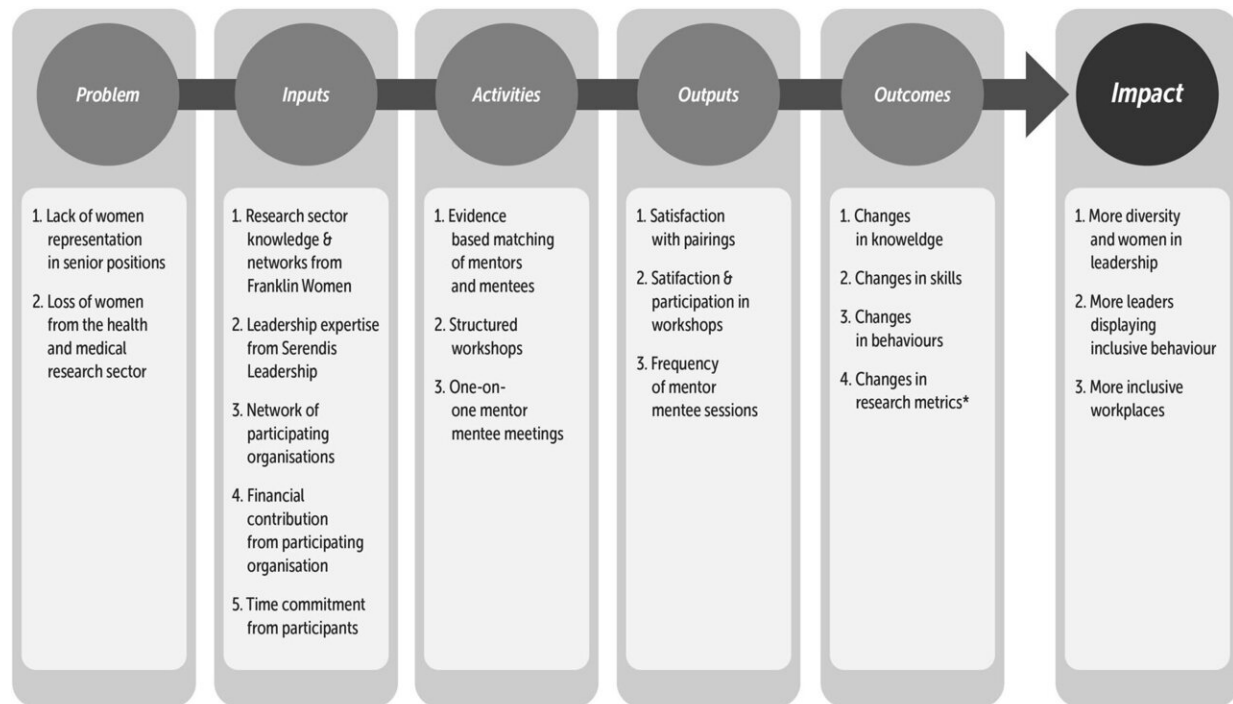 Problem
Inputs
Activities
Outputs
Outcomes
Impact
1. Lack of women
representation
in senior positions
2. Loss of women
from the health
and medical
research sector
1. Research sector
knowledge &
networks from
Franklin Women
2. Leadership expertise
from Serendis
Leadership
3. Network of
participating
organisations
4. Financial
contribution
from participating
organisation
5. Time commitment
from participants
1. Evidence
based matching
of mentors
and mentees
2. Structured
workshops
3. One-on-
one mentor
mentee meetings
1. Satisfaction
with pairings
2. Satifaction &
participation in
workshops
3. Frequency
of mentor
mentee sessions
1. Changes
in knoweldge
2. Changes in skills
3. Changes
in behaviours
4. Changes in
research metrics*
1. More diversity
and women in
leadership
2. More leaders
displaying
inclusive behaviour
3. More inclusive
workplaces